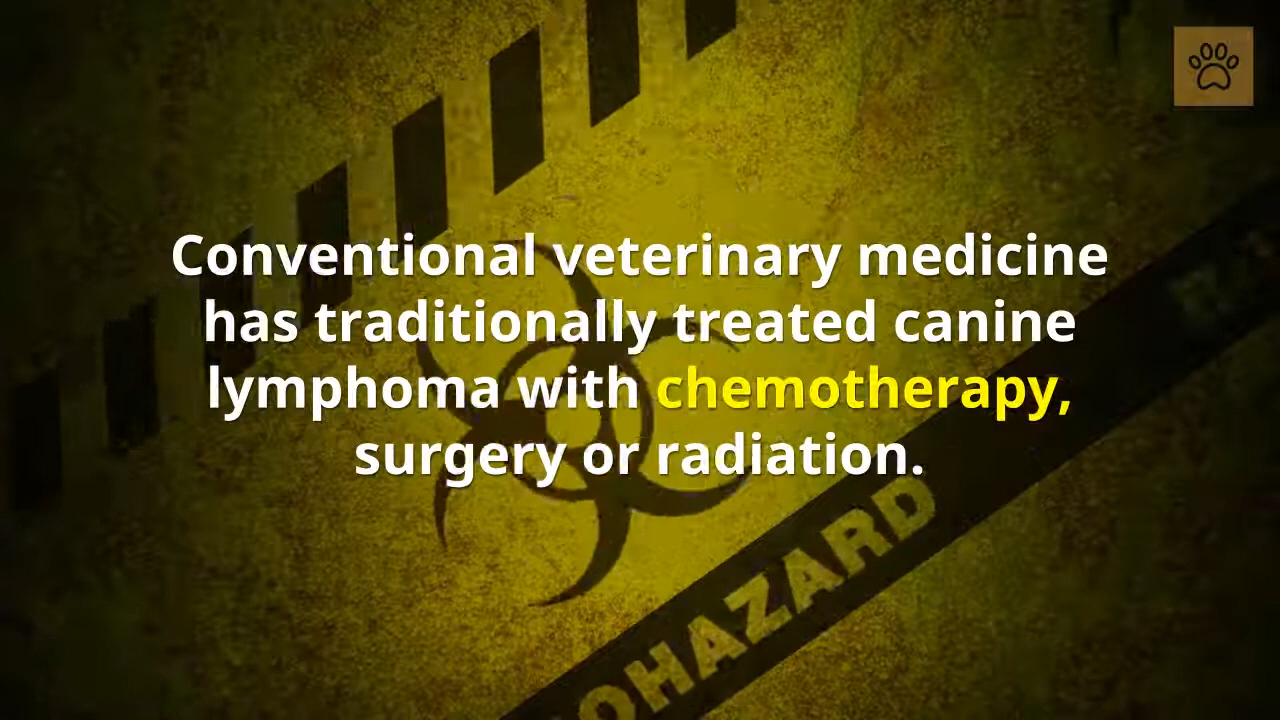 Conventional veterinary medicine
has traditionally treated canine
lymphoma with chemotherapy,
surgery or radiation.
OHAZARD